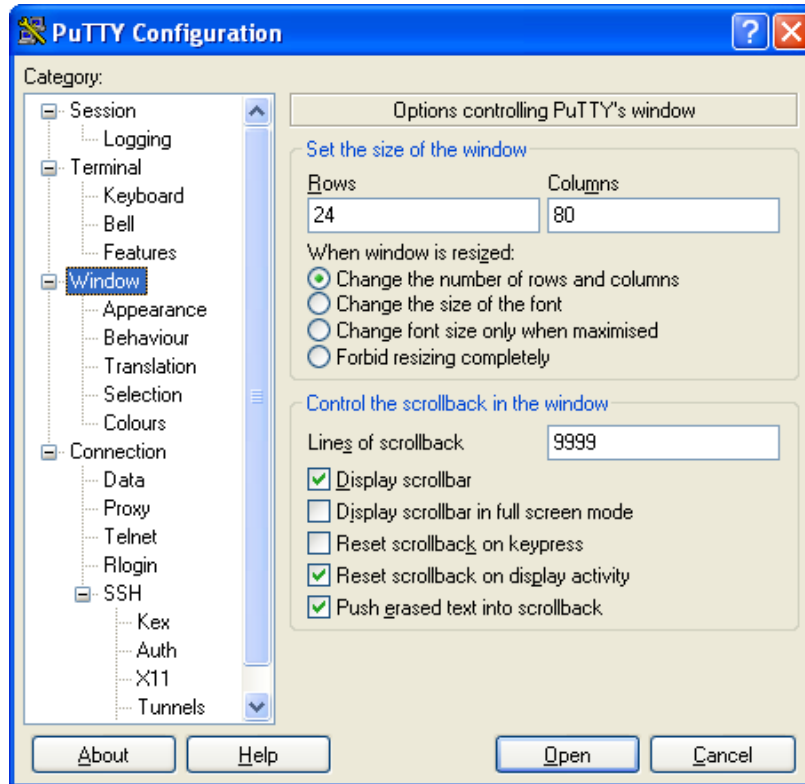 PuTTY Configuration
Category:
Session
Logging
Terminal
Keyboard
Bell
Features
Window
Appearance
Behaviour
Translation
Selection
Colours
Connection
Data
Proxy
Telnet
Rlogin
SSH
Kex
Auth
X11
Tunnels
Options controlling PuTTY's window
Set the size of the window
Rows Columns
24 80
When window is resized:
Change the number of rows and columns
Change the size of the font
Change font size only when maximised
Forbid resizing completely
Control the scrollback in the window
Lines of scrollback 9999
Display scrollbar
Display scrollbar in full screen mode
Reset scrollback on keypress
Reset scrollback on display activity
Push erased text into scrollback
About Help Open Cancel